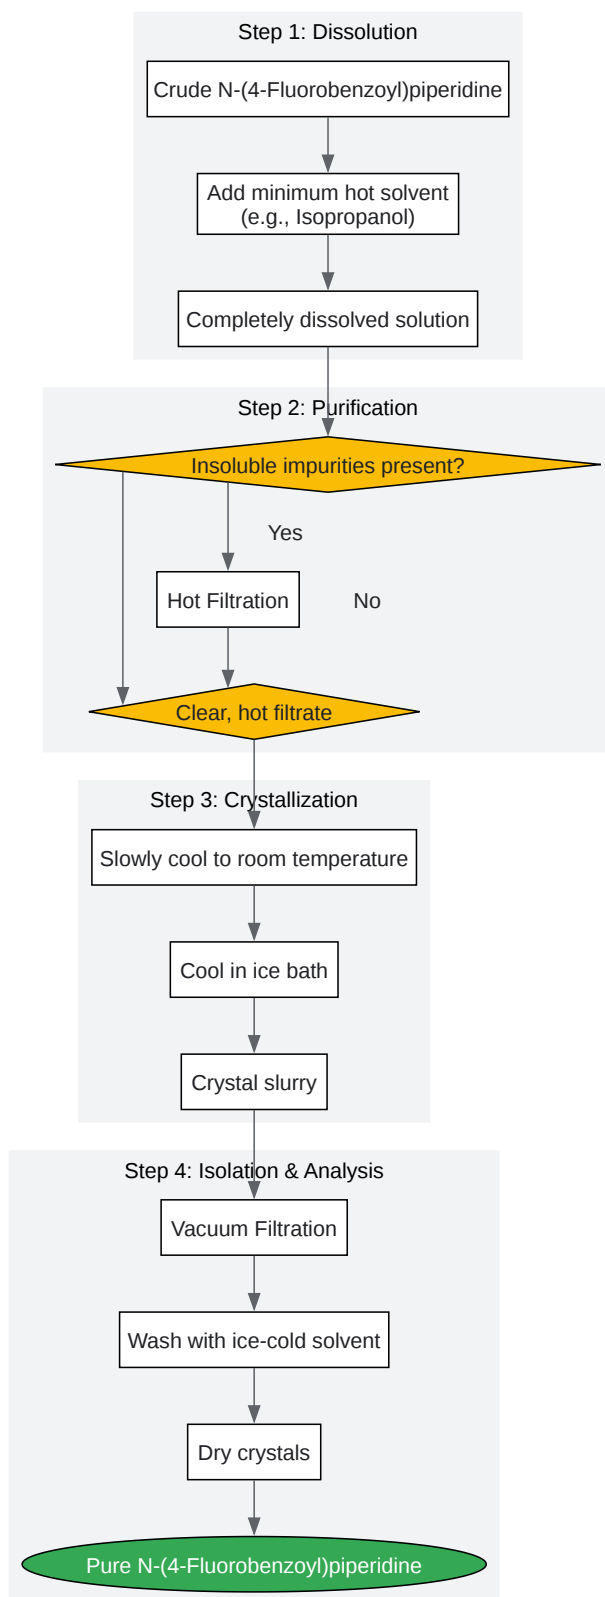 Step 1: Dissolution
Crude N-(4-Fluorobenzoyl)piperidine
Add minimum hot solvent
(e.g., Isopropanol)
Completely dissolved solution
Step 2: Purification
Insoluble impurities present?
Yes
Hot Filtration
No
Clear, hot filtrate
Step 3: Crystallization
Slowly cool to room temperature
Cool in ice bath
Crystal slurry
Step 4: Isolation & Analysis
Vacuum Filtration
Wash with ice-cold solvent
Dry crystals
Pure N-(4-Fluorobenzoyl)piperidine